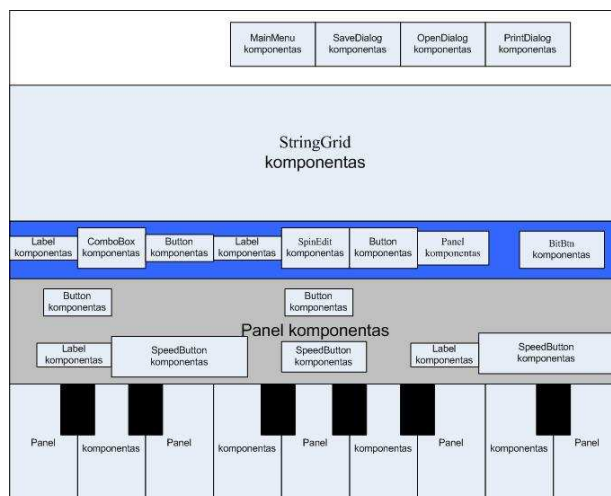 MainMenu
komponentas
SaveDialog
komponentas
OpenDialog
komponentas
PrintDialog
komponentas
StringGrid
komponentas
Label
komponentas
ComboBox
komponentas
Button
komponentas
Label
komponentas
SpinEdit
komponentas
Button
komponentas
Panel
komponentas
BitBtn
komponentas
Button
komponentas
Button
komponentas
Panel komponentas
Label
komponentas
SpeedButton
komponentas
SpeedButton
komponentas
Label
komponentas
SpeedButton
komponentas
Panel
komponentas
Panel
komponentas
Panel
komponentas
Panel
komponentas
Panel